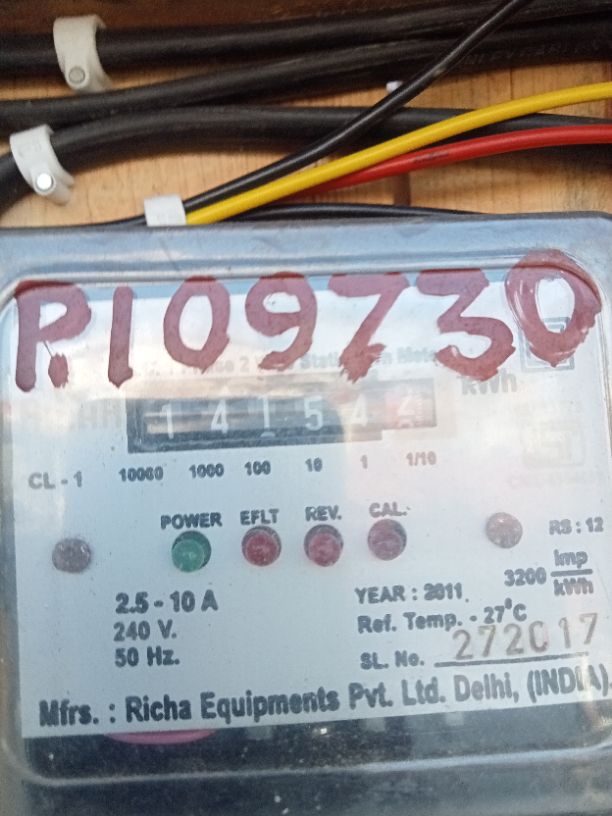 P109730
kWh
1 4 1 5 4
CL - 1
10000 1000 100 10 1 1/10
POWER EFLT REV. CAL.
RS : 12
3200 Imp/kWh
2.5 - 10 A
YEAR : 2011.
240 V.
Ref. Temp. - 27°C
50 Hz.
SL. No. 272017
Mfrs. : Richa Equipments Pvt. Ltd. Delhi, (INDIA).